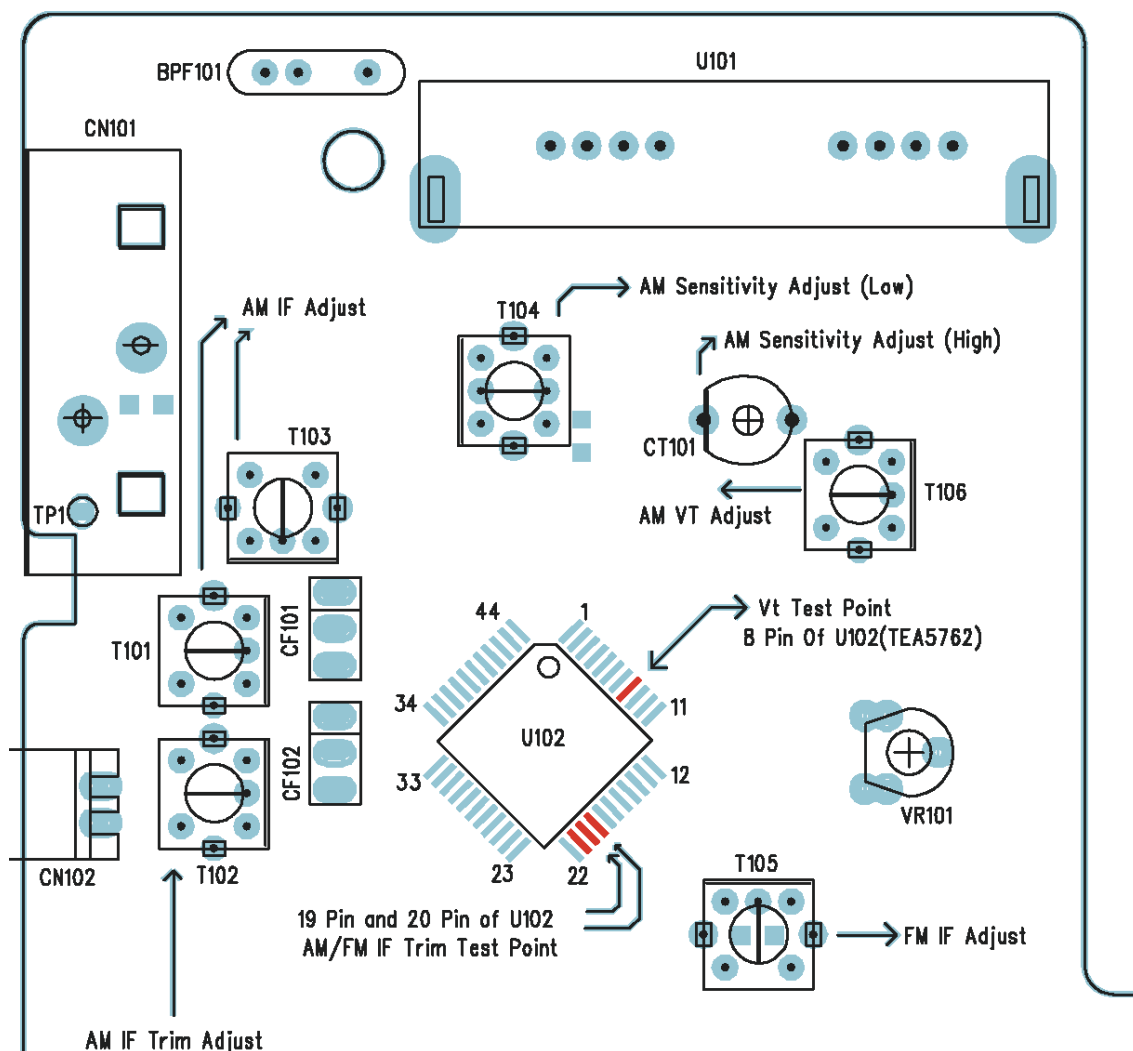 U101
BPF101
CN101
AM IF Adjust
T104
AM Sensitivity Adjust (Low)
AM Sensitivity Adjust (High)
T103
CT101
T106
TP1
AM VT Adjust
44
1
Vt Test Point
8 Pin Of U102(TEA5762)
T101
CF101
34
11
U102
33
12
CF102
VR101
CN102
T102
23
22
T105
19 Pin and 20 Pin of U102
AM/FM IF Trim Test Point
FM IF Adjust
AM IF Trim Adjust